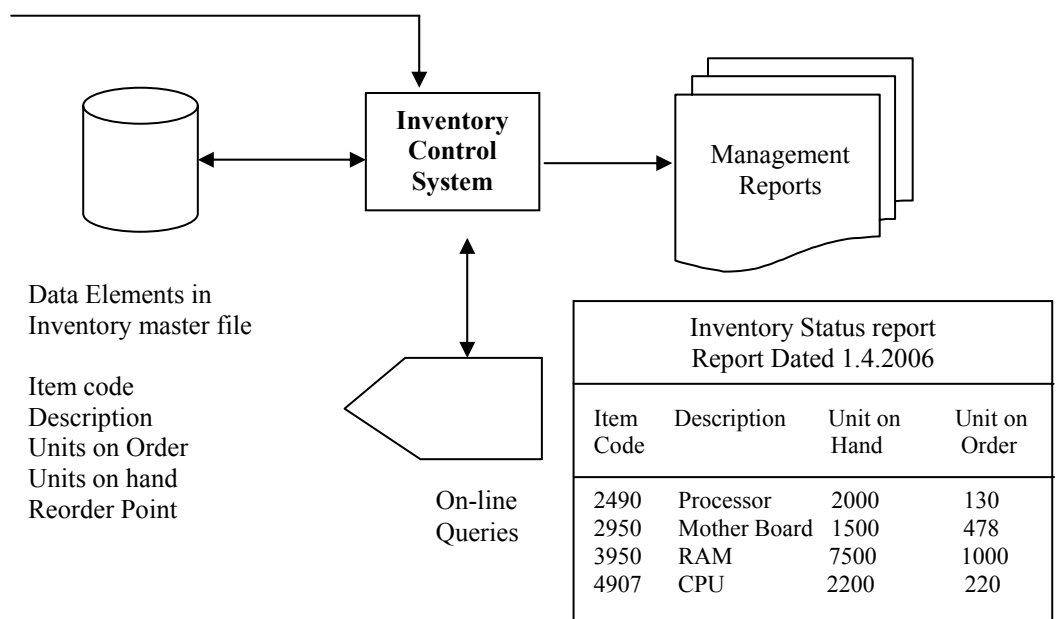 Inventory
Control
System
Management
Reports
Data Elements in
Inventory master file
Item code
Description
Units on Order
Units on hand
Reorder Point
On-line
Queries
Inventory Status report
Report Dated 1.4.2006
Item Description Unit on Unit on
Code Hand Order
2490 Processor 2000 130
2950 Mother Board 1500 478
3950 RAM 7500 1000
4907 CPU 2200 220